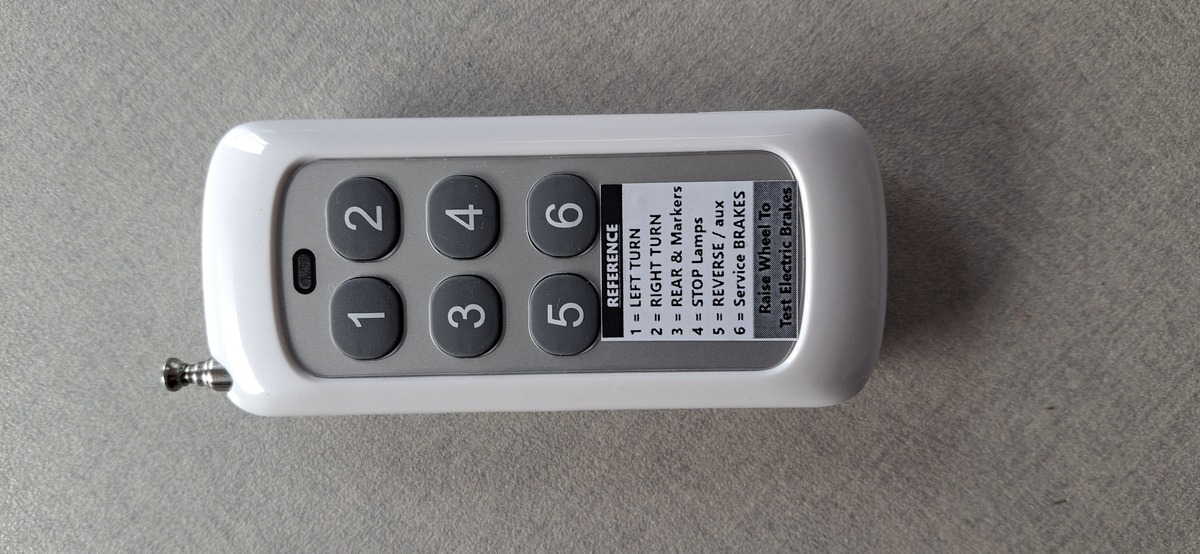 1 2
3 4
5 6
REFERENCE
1 = LEFT TURN
2 = RIGHT TURN
3 = REAR & Markers
4 = STOP Lamps
5 = REVERSE / aux
6 = Service BRAKES
Raise Wheel To
Test Electric Brakes